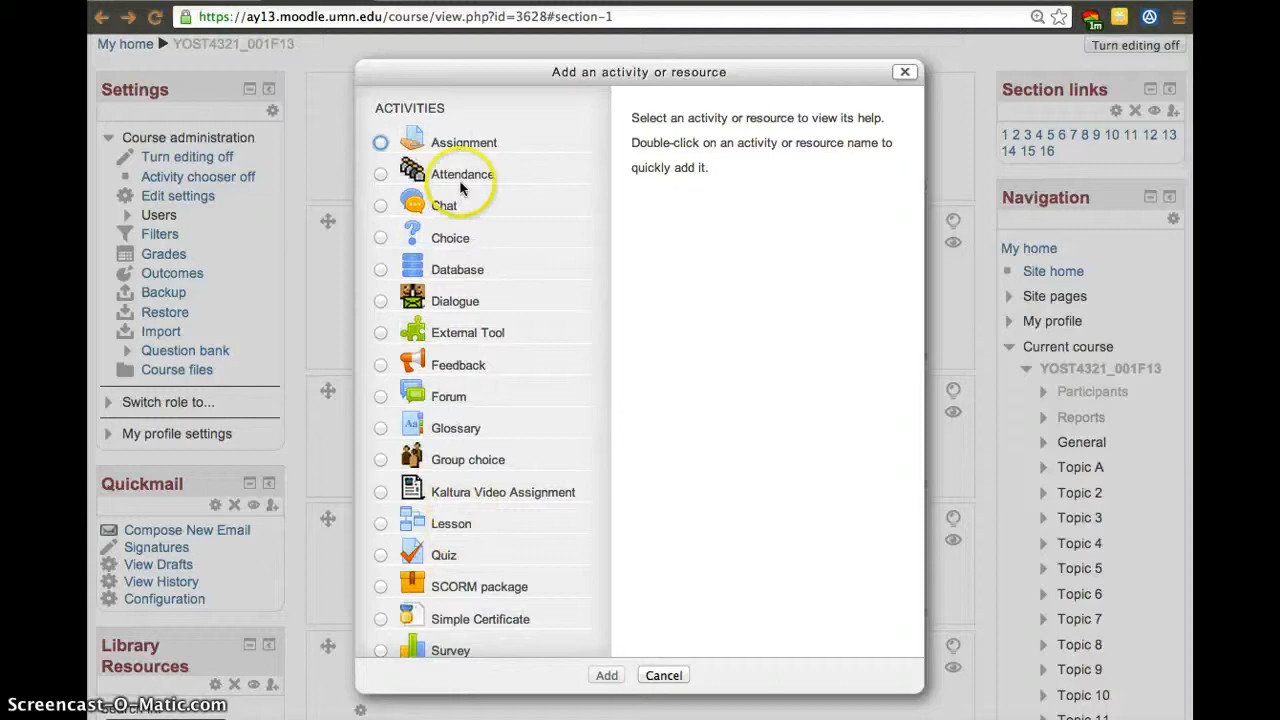 https://ay13.moodle.umn.edu/course/view.php?id=3628#section-1
1m
My home ▶ YOST4321_001F13
Turn editing off
Settings
Course administration
Turn editing off
Activity chooser off
Edit settings
Users
Filters
Grades
Outcomes
Backup
Restore
Import
Question bank
Course files
Switch role to...
My profile settings
Quickmail
Compose New Email
Signatures
View Drafts
View History
Configuration
Library
Resources
Add an activity or resource
ACTIVITIES
Assignment
Attendance
Chat
Choice
Database
Dialogue
External Tool
Feedback
Forum
Aa
Glossary
Group choice
Kaltura Video Assignment
Lesson
Quiz
SCORM package
Simple Certificate
Survey
Select an activity or resource to view its help.
Double-click on an activity or resource name to
quickly add it.
Add
Cancel
Section links
1 2 3 4 5 6 7 8 9 10 11 12 13
14 15 16
Navigation
My home
Site home
Site pages
My profile
Current course
YOST4321_001F13
Participants
Reports
General
Topic A
Topic 2
Topic 3
Topic 4
Topic 5
Topic 6
Topic 7
Topic 8
Topic 9
Topic 10
Screencast-O-Matic.com